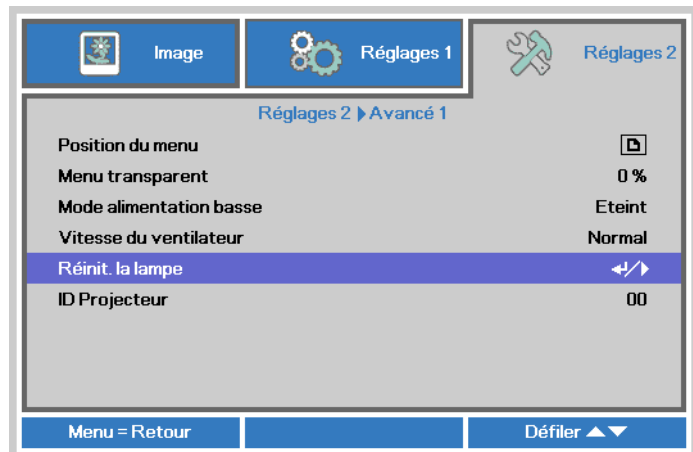 Image Réglages 1 Réglages 2
Réglages 2 Avancé 1
Position du menu
Menu transparent 0 %
Mode alimentation basse Eteint
Vitesse du ventilateur Normal
Réinit. la lampe /
ID Projecteur 00
Menu = Retour Défiler